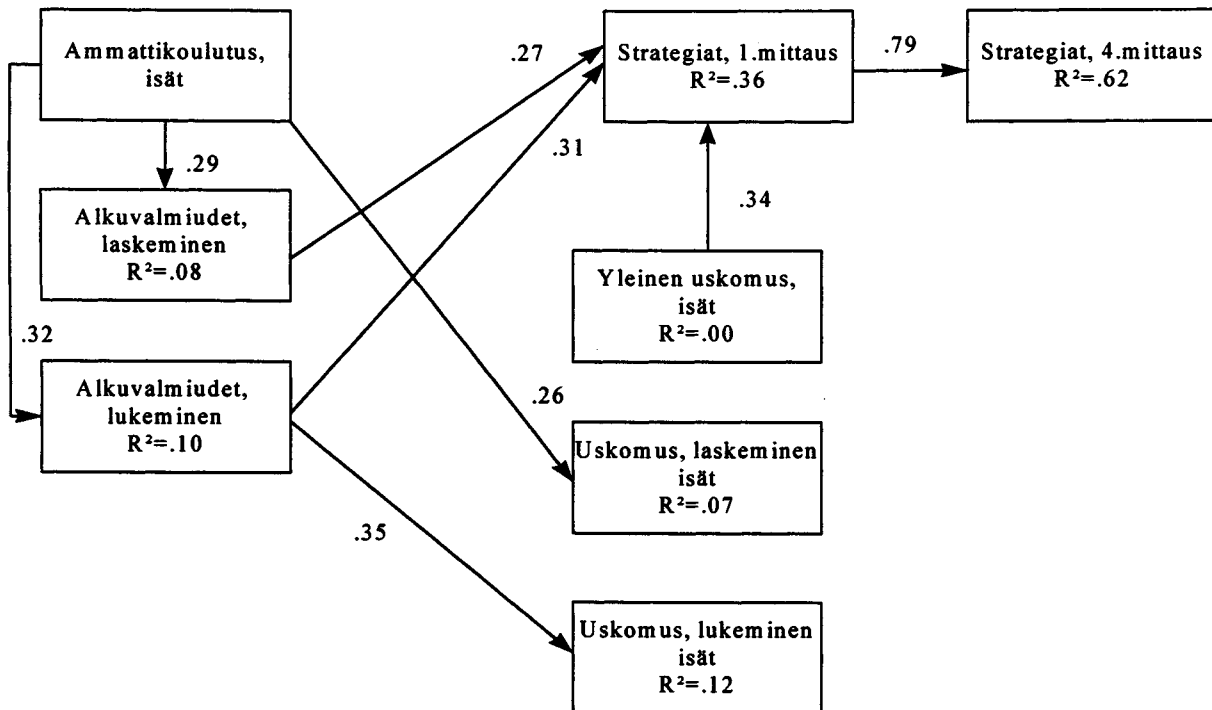 Ammattikoulutus,
isät
.27
Strategiat, 1.mittaus
R²=.36
.79
Strategiat, 4.mittaus
R²=.62
.29
.31
Alkuvalmiudet,
laskeminen
R²=.08
.34
Yleinen uskomus,
isät
R²=.00
.32
Alkuvalmiudet,
lukeminen
R²=.10
.26
Uskomus, laskeminen
isät
R²=.07
.35
Uskomus, lukeminen
isät
R²=.12